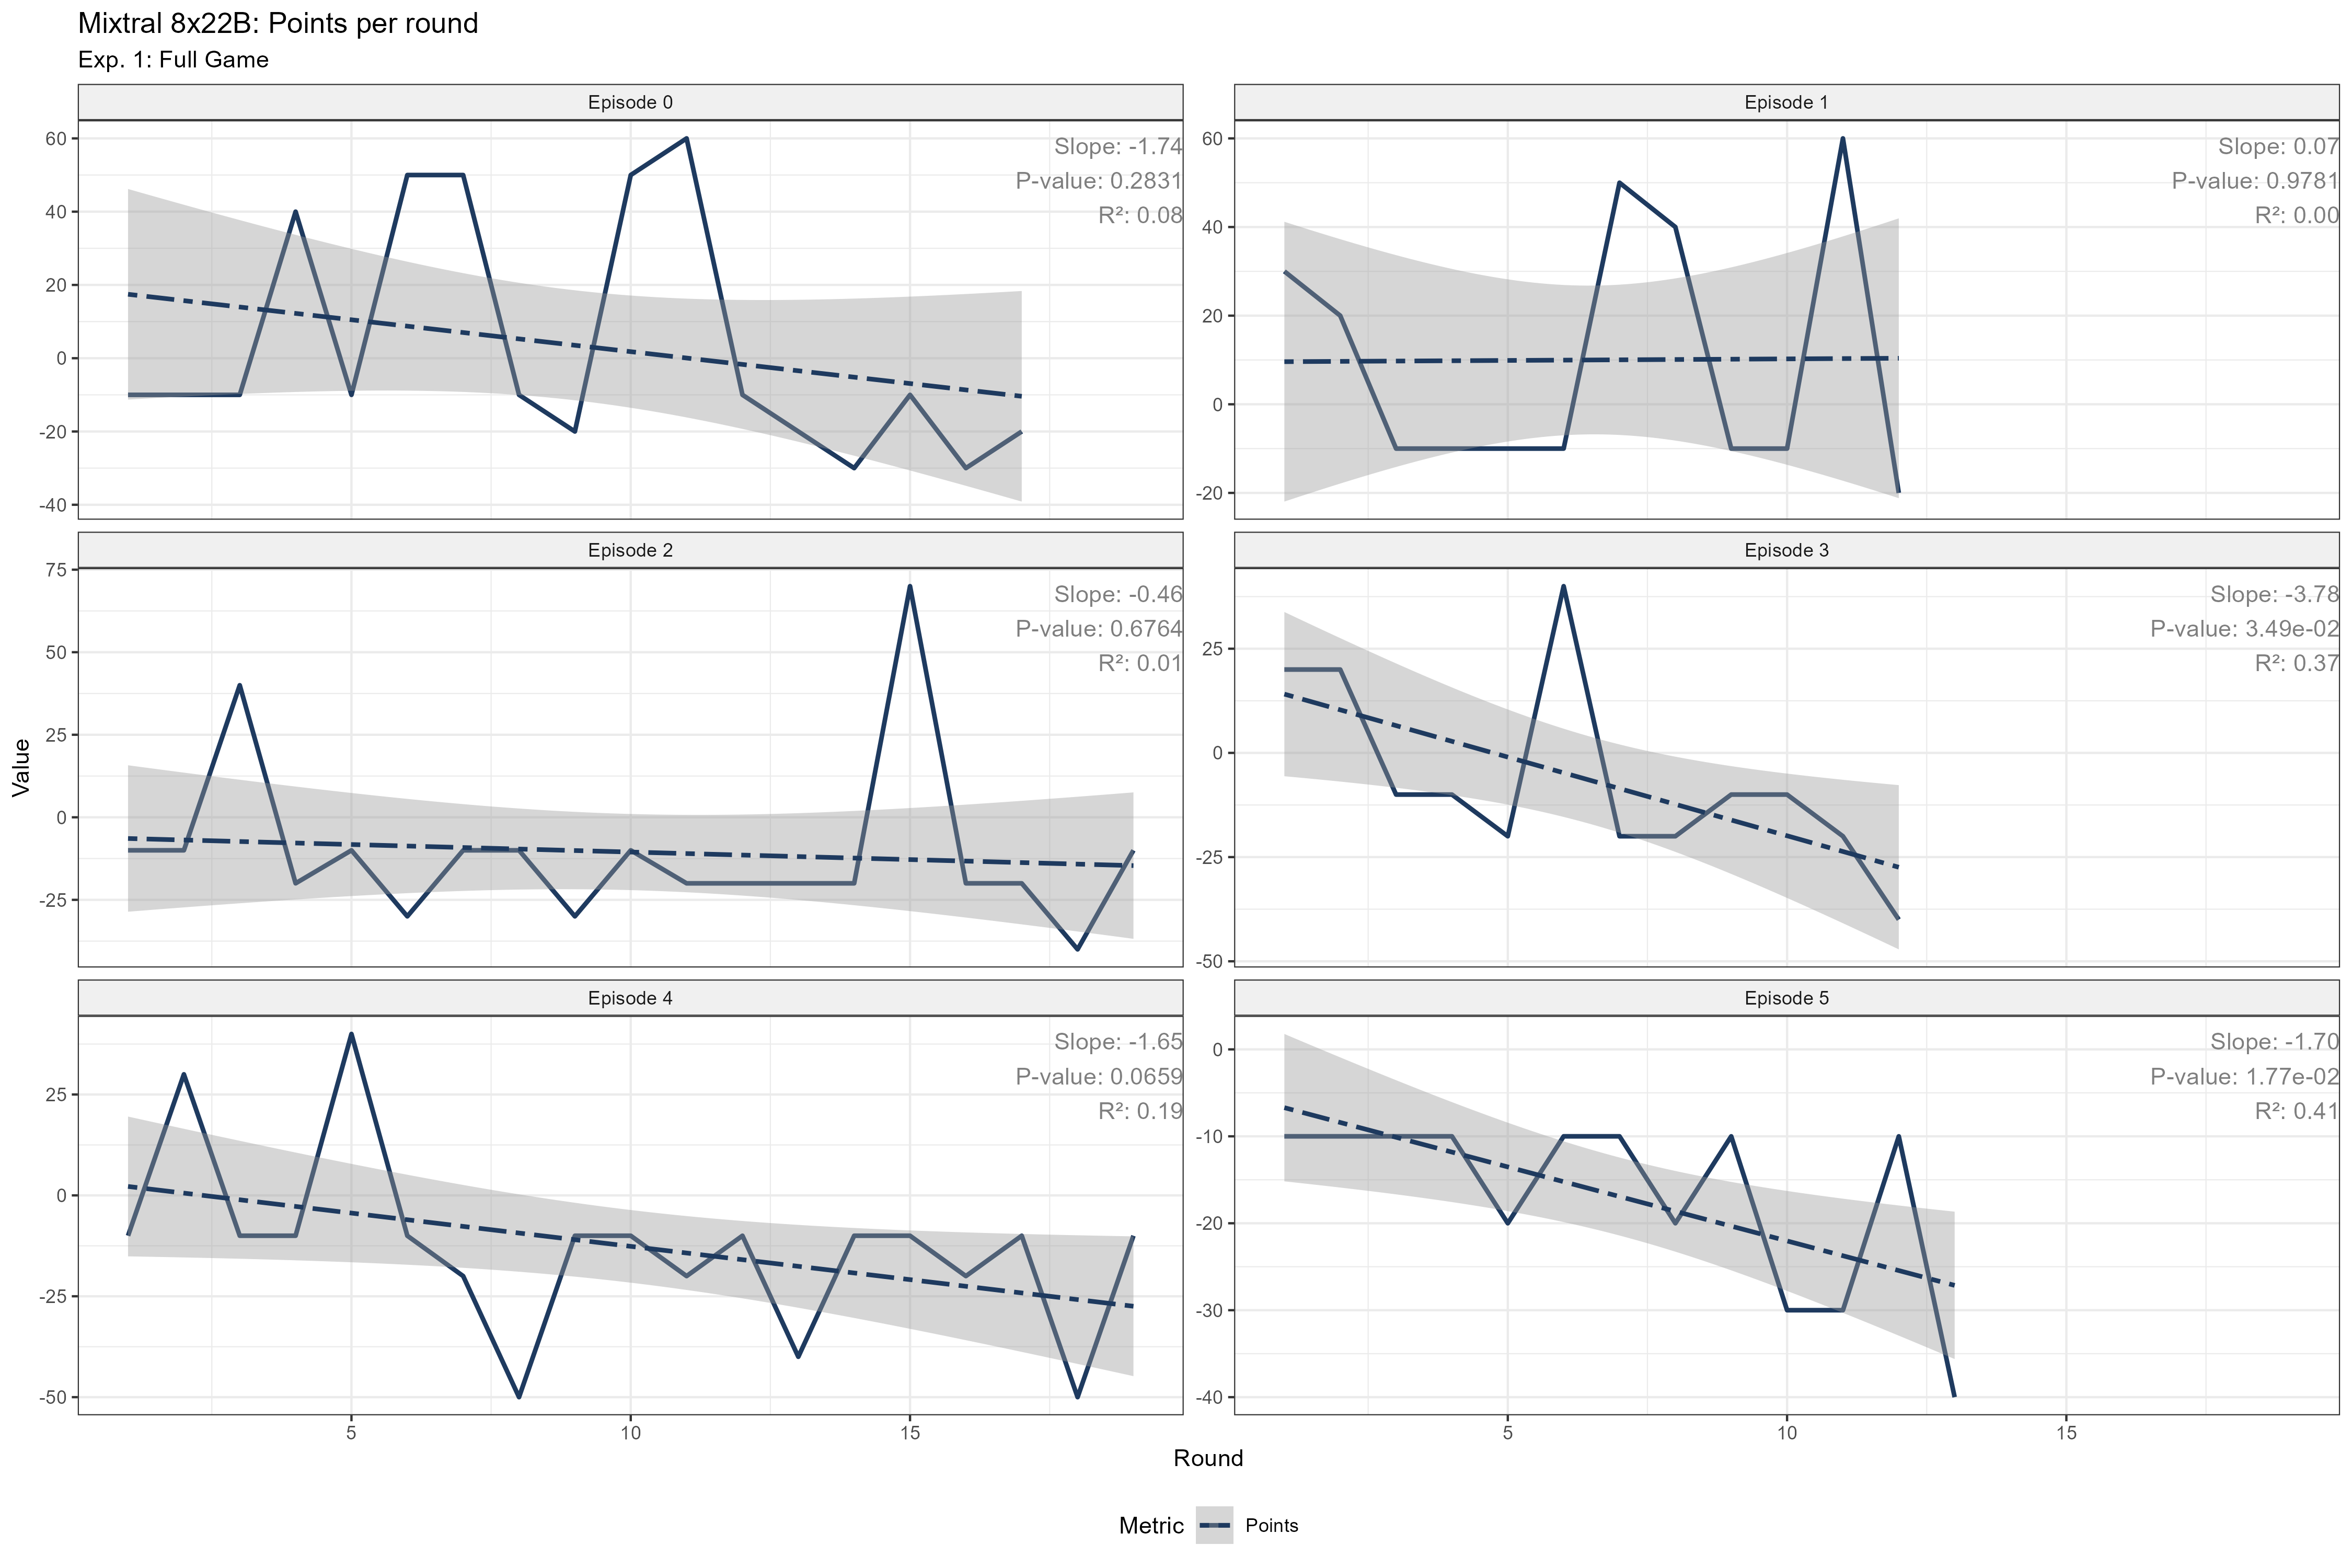 Mixtral 8x22B: Points per round
Exp. 1: Full Game
Episode 0
60
40
20
0
-20
-40
Slope: -1.74
P-value: 0.2831
R²: 0.08
Episode 1
60
40
20
0
-20
Slope: 0.07
P-value: 0.9781
R²: 0.00
Episode 2
75
50
25
0
-25
Slope: -0.46
P-value: 0.6764
R²: 0.01
Episode 3
25
0
-25
-50
Slope: -3.78
P-value: 3.49e-02
R²: 0.37
Value
Episode 4
25
0
-25
-50
Slope: -1.65
P-value: 0.0659
R²: 0.19
Episode 5
0
-10
-20
-30
-40
Slope: -1.70
P-value: 1.77e-02
R²: 0.41
5 10 15
5 10 15
Round
Metric Points